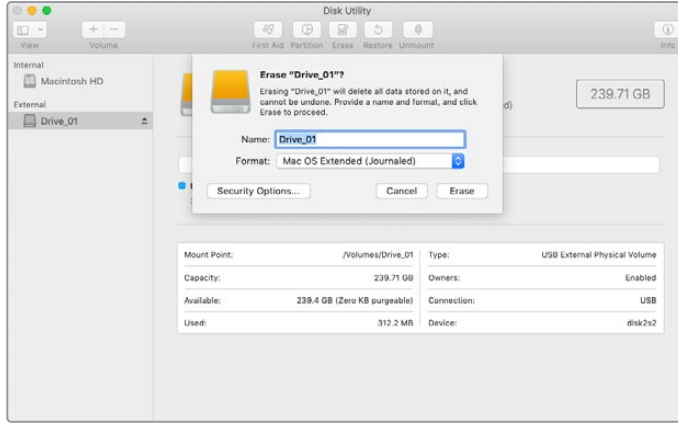 Disk Utility
View
Volume
First Aid
Partition
Erase
Restore
Unmount
Info
Internal
Macintosh HD
External
Drive_01
Erase “Drive_01”?
Erasing “Drive_01” will delete all data stored on it, and
cannot be undone. Provide a name and format, and click
Erase to proceed.
Name: Drive_01
Format: Mac OS Extended (Journaled)
Security Options...
Cancel
Erase
239.71 GB
Mount Point: /Volumes/Drive_01
Type: USB External Physical Volume
Capacity: 239.71 GB
Owners: Enabled
Available: 239.4 GB (Zero KB purgeable)
Connection: USB
Used: 312.2 MB
Device: disk2s2